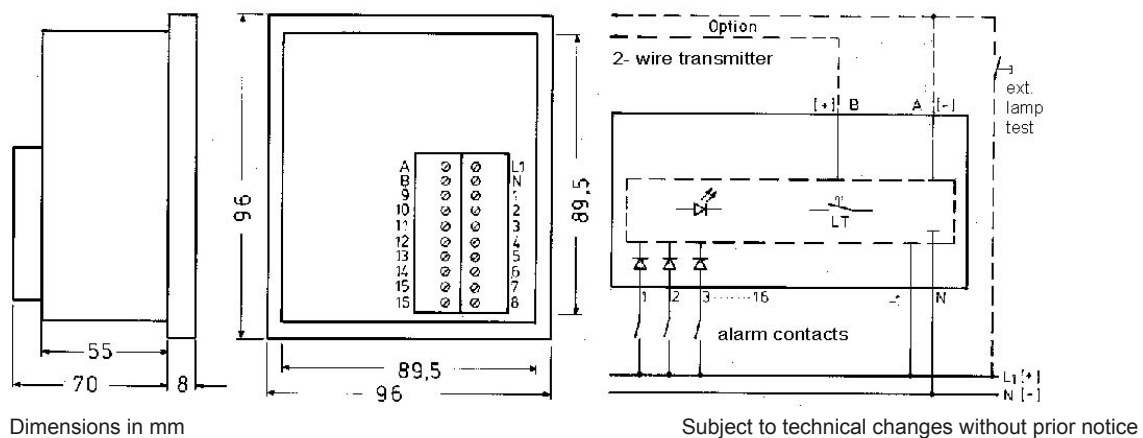 Option
2- wire transmitter
[+] B A [-]
ext.
lamp
test
A L1
B N
9 1
10 2
11 3
12 4
13 5
14 6
15 7
15 8
96
89,5
LT
1 2 3 ······· 16 N
alarm contacts
55
70 8
89,5
96
L1 [+]
N [-]
Dimensions in mm
Subject to technical changes without prior notice